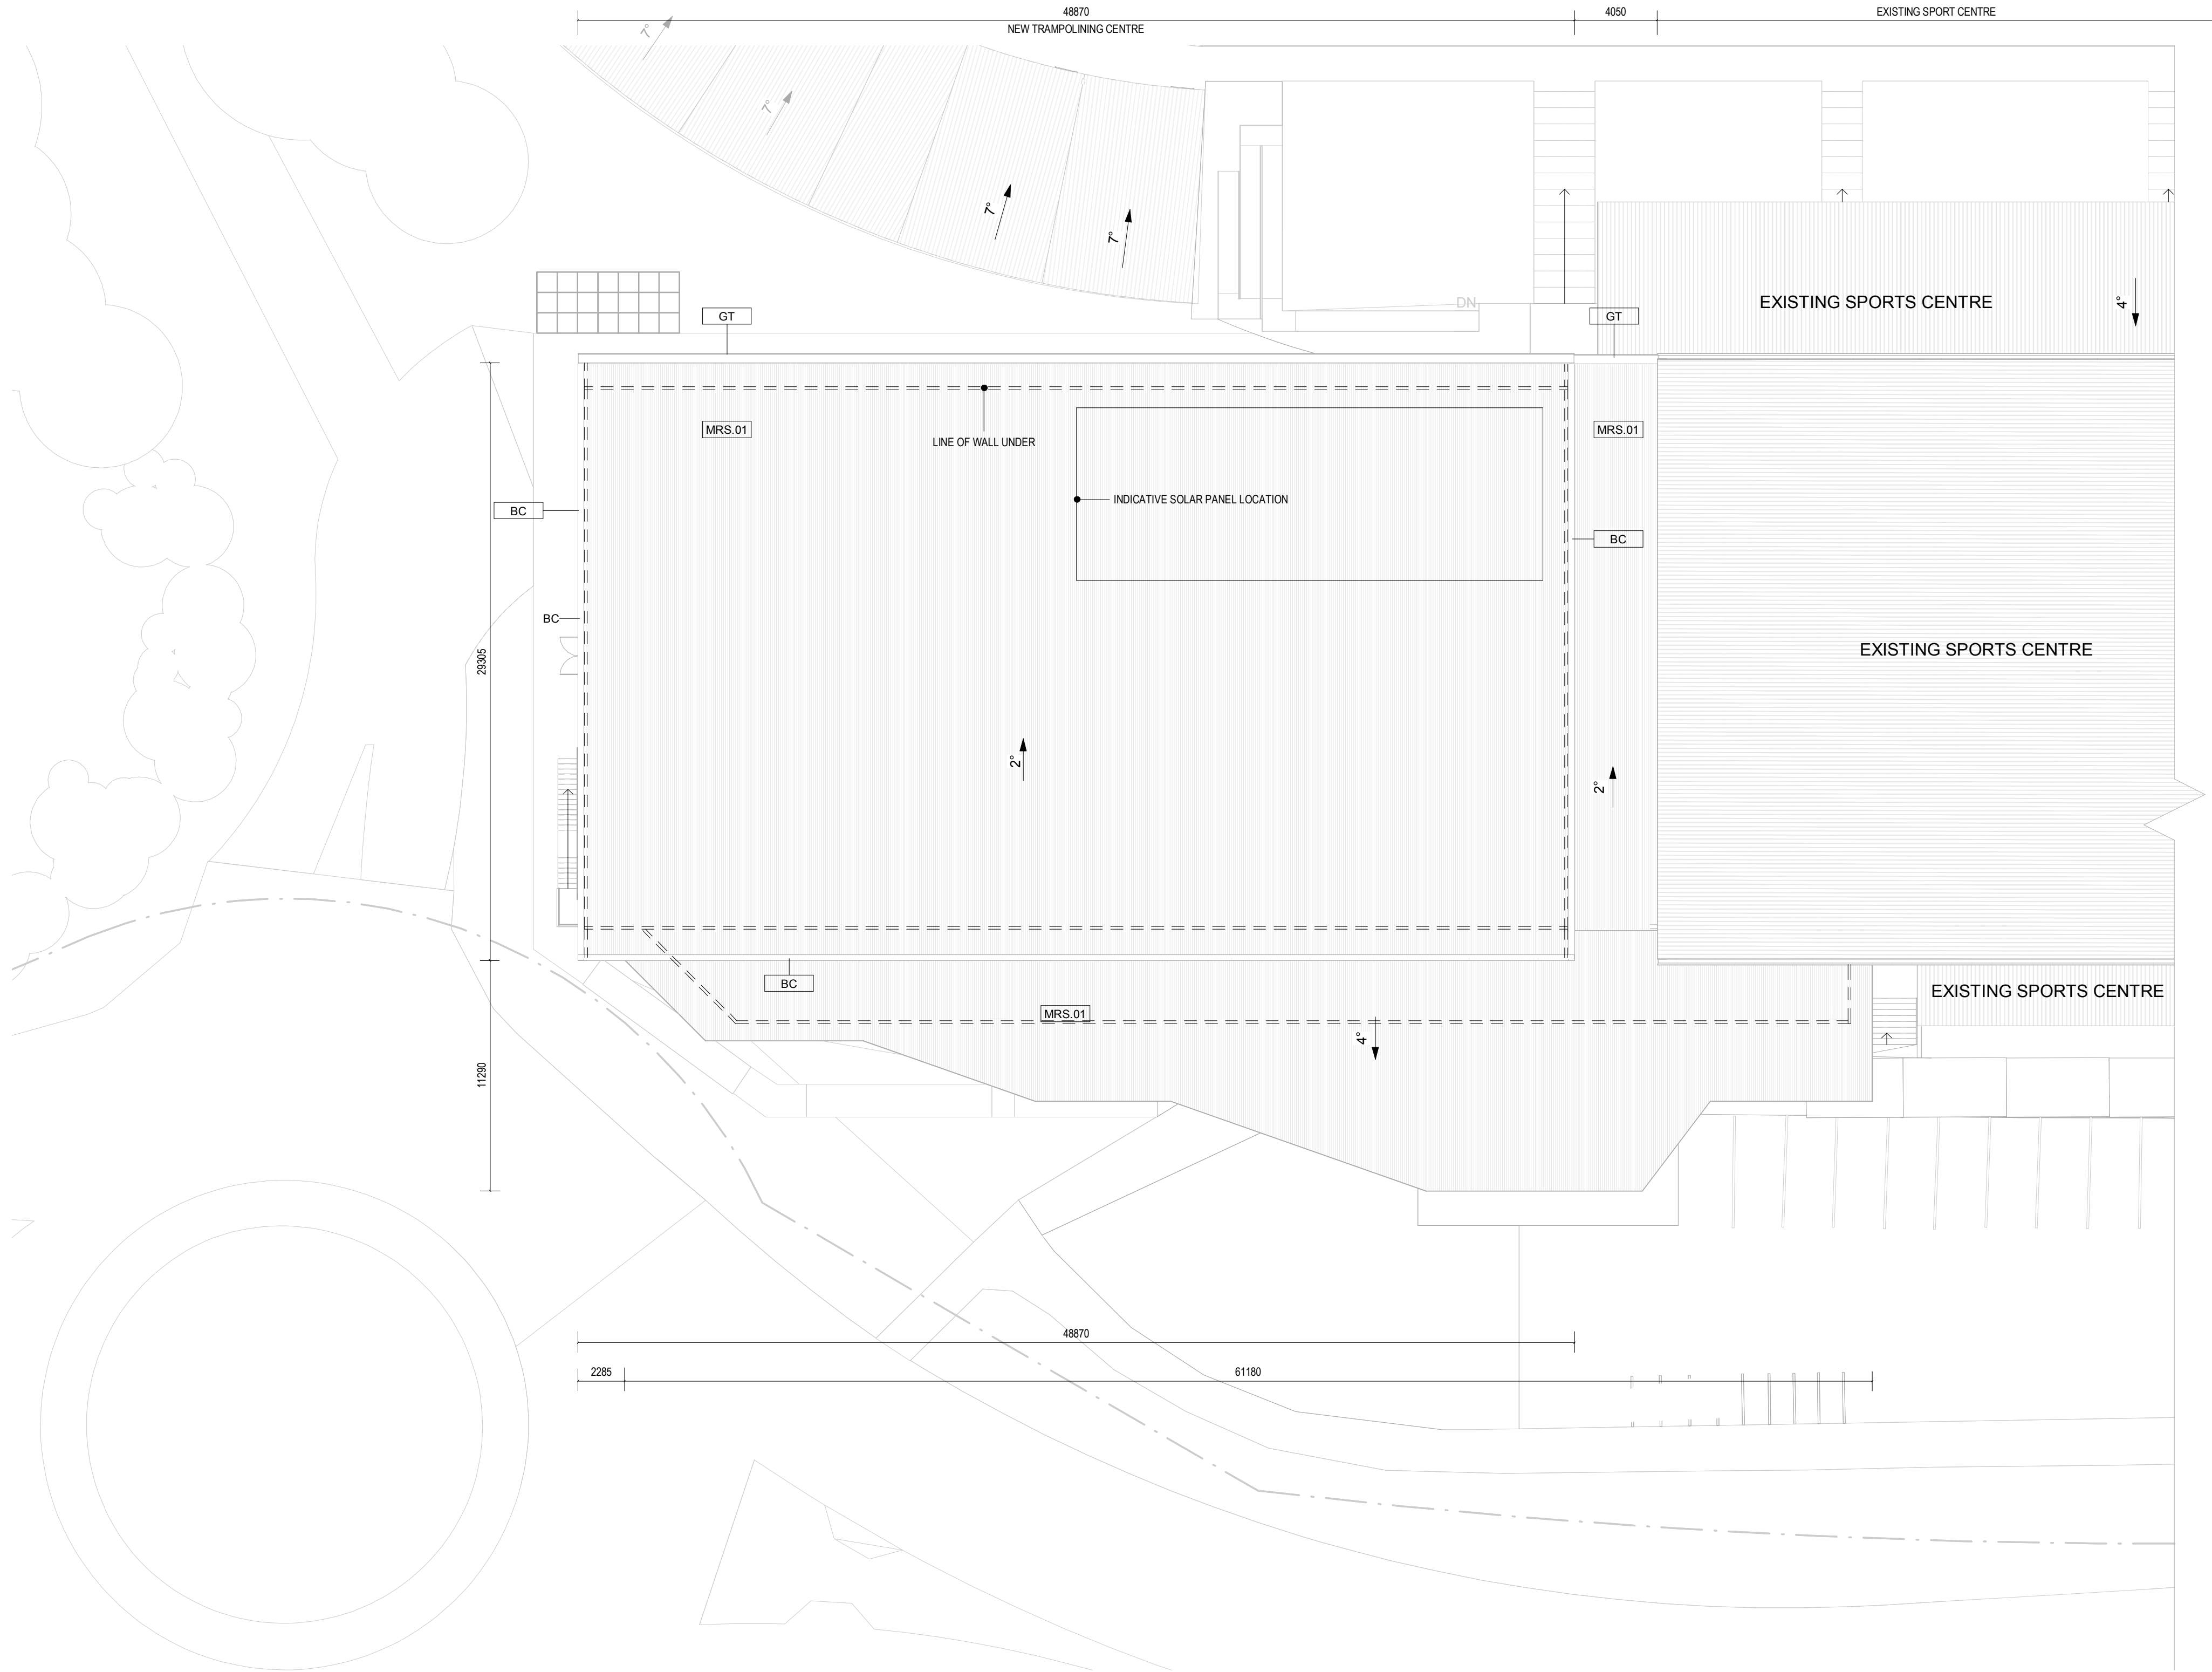 48870
4050
EXISTING SPORT CENTRE
NEW TRAMPOLINING CENTRE
7°
7°
7°
7°
DN
EXISTING SPORTS CENTRE
4°
GT
GT
MRS.01
LINE OF WALL UNDER
MRS.01
INDICATIVE SOLAR PANEL LOCATION
BC
BC
BC
29305
EXISTING SPORTS CENTRE
2°
2°
BC
MRS.01
EXISTING SPORTS CENTRE
4°
11290
48870
2285
61180